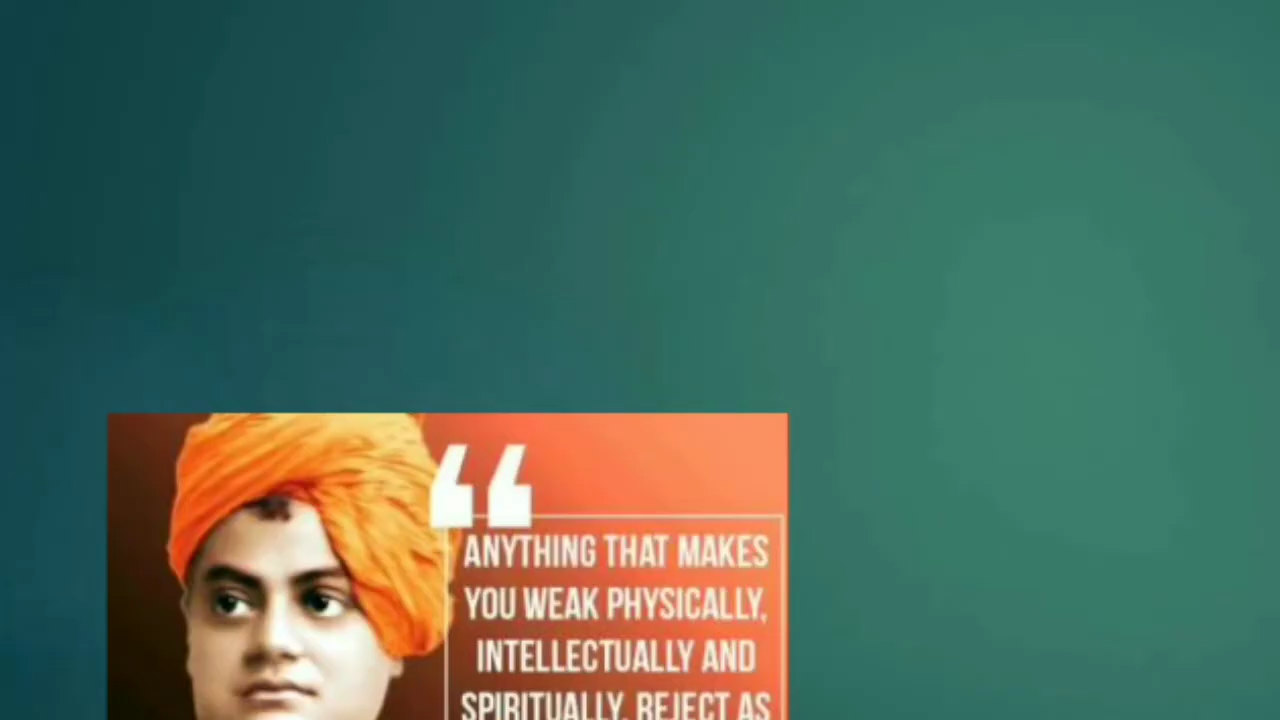 “
ANYTHING THAT MAKES
YOU WEAK PHYSICALLY,
INTELLECTUALLY AND
SPIRITUALLY, REJECT AS